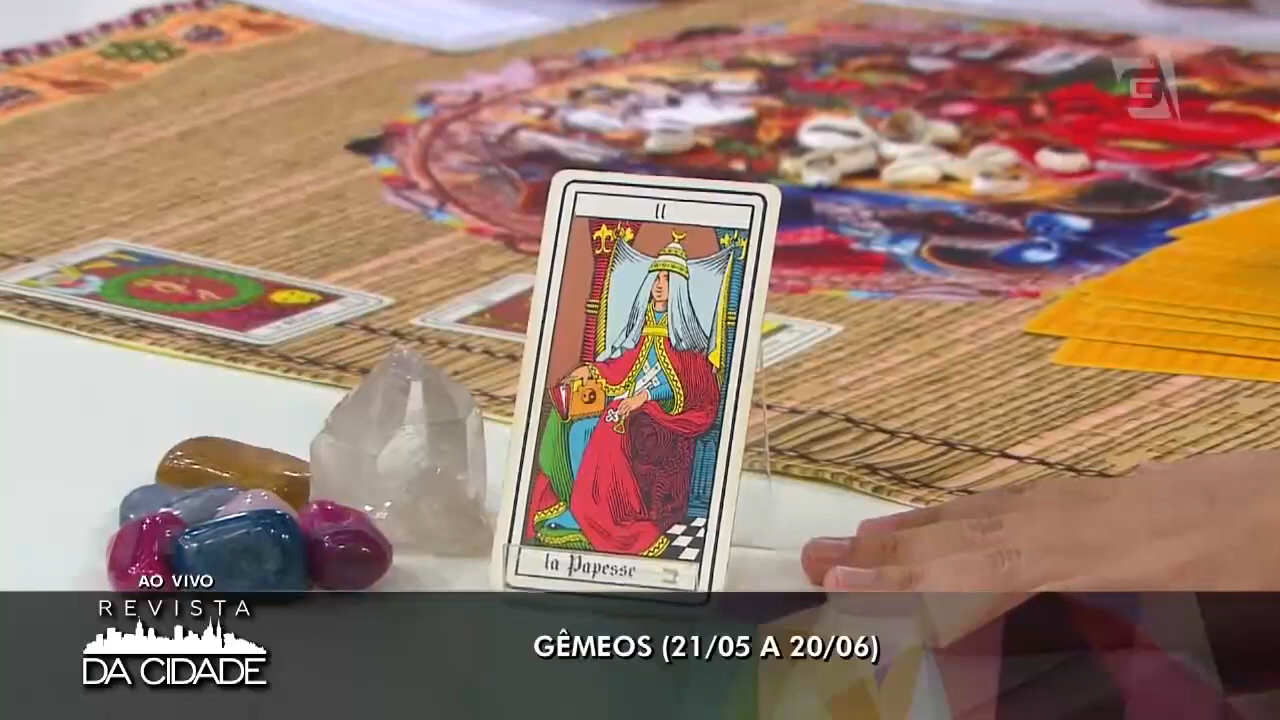 II
la Papesse
AO VIVO
REVISTA
DA CIDADE
GÊMEOS (21/05 A 20/06)